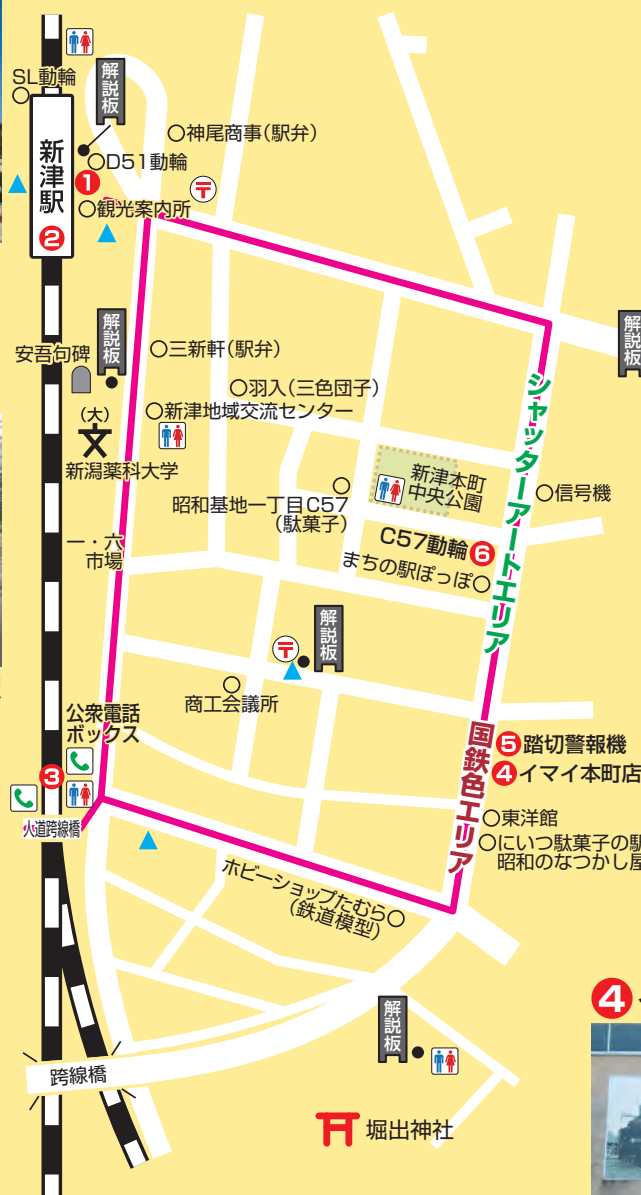 SL動輪
解説板
神尾商事(駅弁)
新津駅
D51動輪
1
観光案内所
2
解説板
解説板
安吾句碑
三新軒(駅弁)
羽入(三色団子)
シャッターアートエリア
(大)
新津地域交流センター
新潟薬科大学
新津本町
中央公園
昭和基地一丁目C57
(駄菓子)
信号機
一・六
市場
C57動輪 6
まちの駅ぽっぽ
解説板
商工会議所
公衆電話
ボックス
国鉄色エリア
5 踏切警報機
3
4 イマイ本町店
人道跨線橋
東洋館
にいつ駄菓子の駅
昭和のなつかし屋
ホビーショップたむら
(鉄道模型)
4
解説板
跨線橋
堀出神社